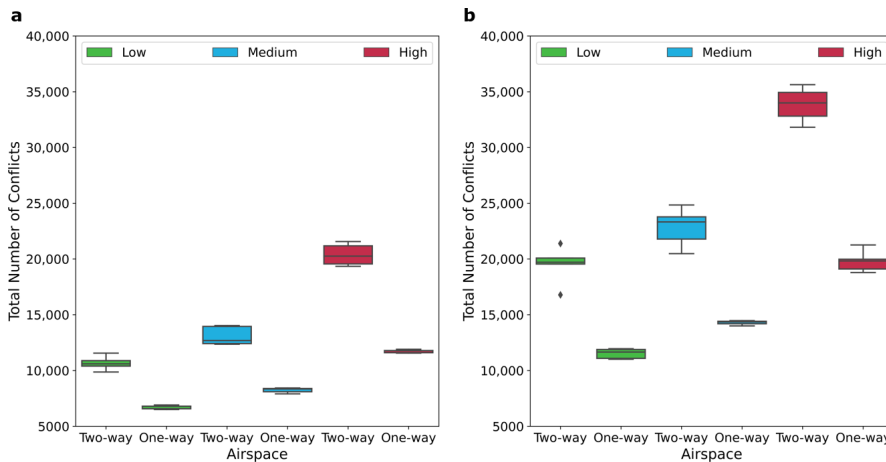 a
40,000
Low Medium High
35,000
30,000
25,000
20,000
15,000
10,000
5000
Total Number of Conflicts
Two-way One-way Two-way One-way Two-way One-way
Airspace
b
40,000
Low Medium High
35,000
30,000
25,000
20,000
15,000
10,000
5000
Total Number of Conflicts
Two-way One-way Two-way One-way Two-way One-way
Airspace